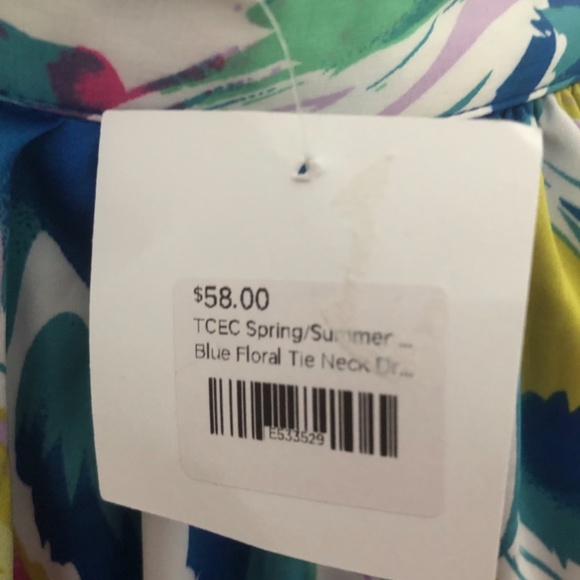 $58.00
TCEC Spring/Summer ...
Blue Floral Tie Neck Dr...
E533529